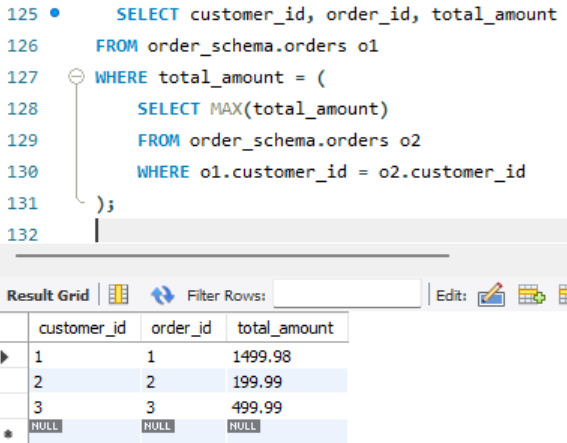 125 SELECT customer_id, order_id, total_amount
126 FROM order_schema.orders o1
127 WHERE total_amount = (
128 SELECT MAX(total_amount)
129 FROM order_schema.orders o2
130 WHERE o1.customer_id = o2.customer_id
131 );
132
Result Grid Filter Rows: Edit:
customer_id order_id total_amount
1 1 1499.98
2 2 199.99
3 3 499.99
NULL NULL NULL